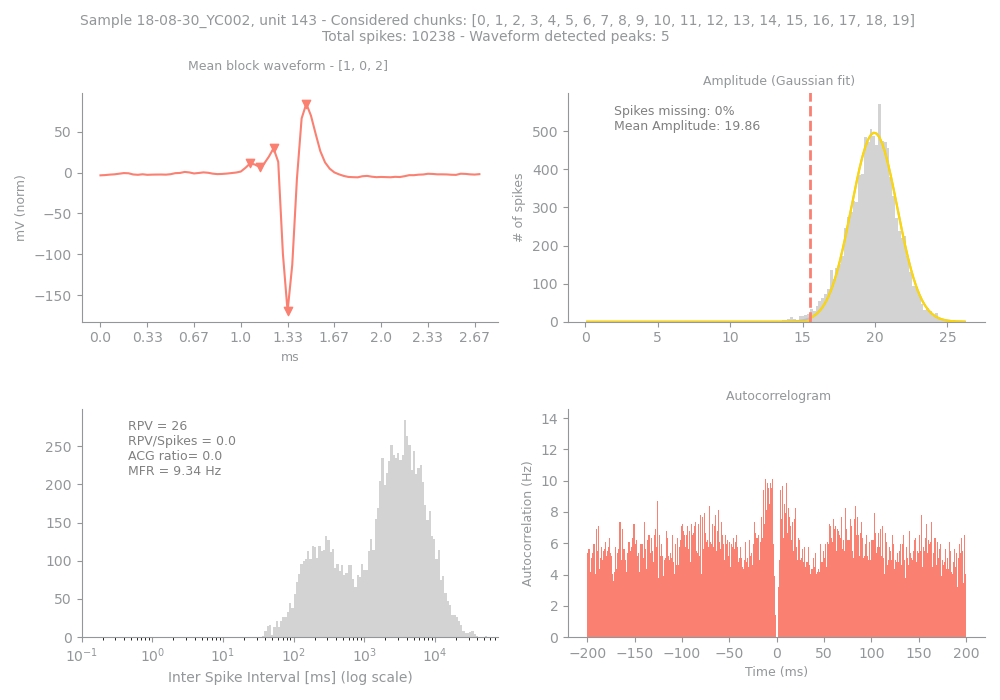 Sample 18-08-30_YC002, unit 143 - Considered chunks: [0, 1, 2, 3, 4, 5, 6, 7, 8, 9, 10, 11, 12, 13, 14, 15, 16, 17, 18, 19]
Total spikes: 10238 - Waveform detected peaks: 5
Mean block waveform - [1, 0, 2]
mV (norm)
50
0
−50
−100
−150
0.0 0.33 0.67 1.0 1.33 1.67 2.0 2.33 2.67
ms
Amplitude (Gaussian fit)
Spikes missing: 0%
Mean Amplitude: 19.86
# of spikes
500
400
300
200
100
0
0 5 10 15 20 25
RPV = 26
RPV/Spikes = 0.0
ACG ratio= 0.0
MFR = 9.34 Hz
250
200
150
100
50
0
10−1 100 101 102 103 104
Inter Spike Interval [ms] (log scale)
Autocorrelogram
Autocorrelation (Hz)
14
12
10
8
6
4
2
0
−200 −150 −100 −50 0 50 100 150 200
Time (ms)